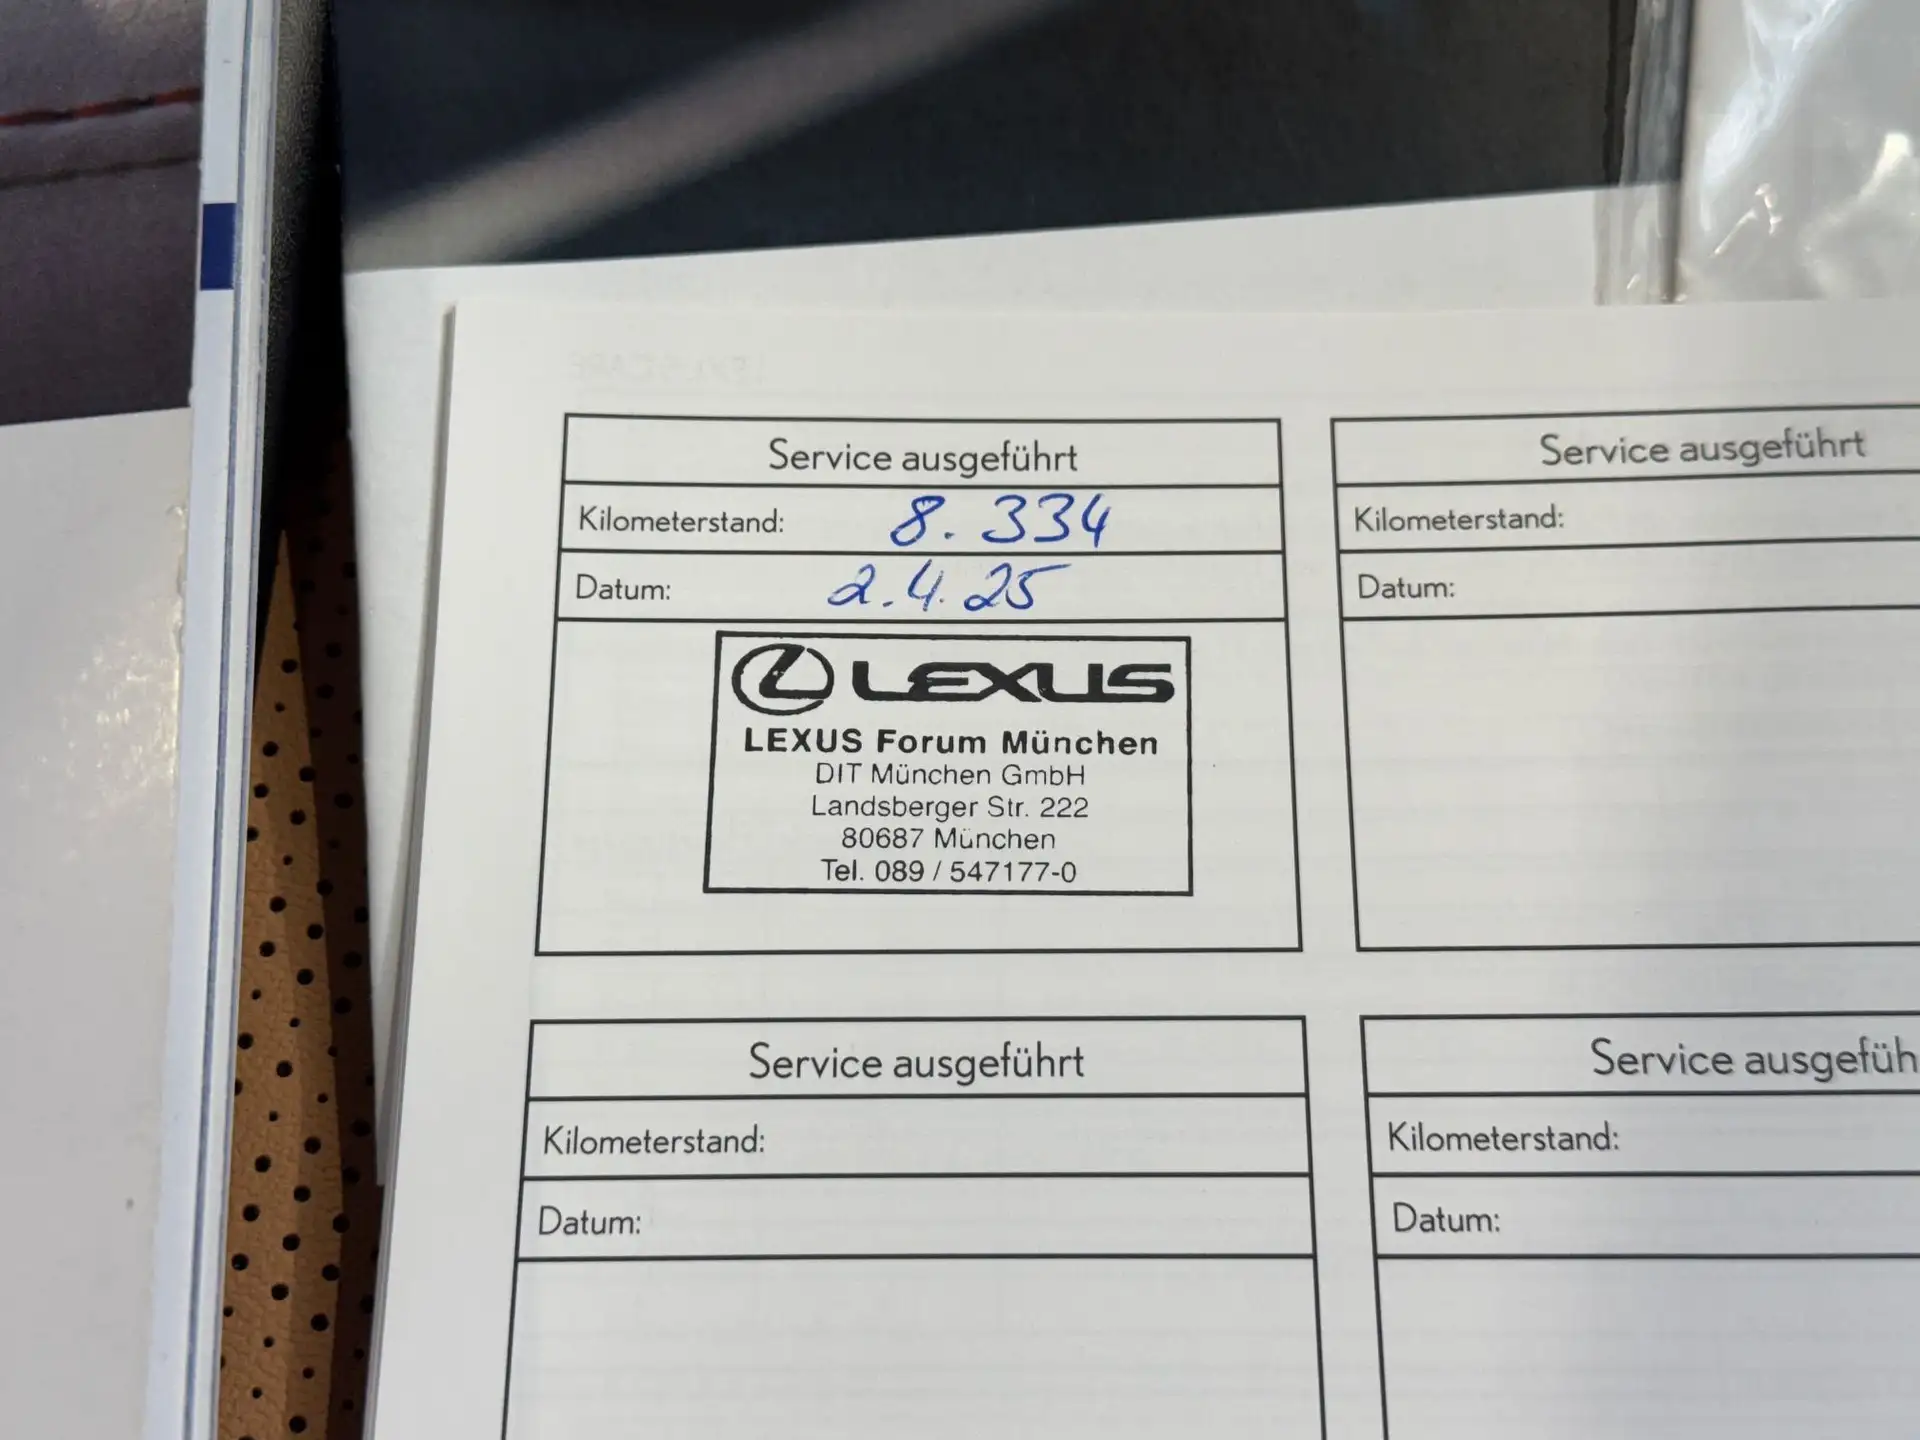 Service ausgeführt
Kilometerstand: 8.334
Datum: 2.4.25
LEXUS
LEXUS Forum München
DIT München GmbH
Landsberger Str. 222
80687 München
Tel. 089 / 547177-0
Service ausgeführt
Kilometerstand:
Datum:
Service ausgeführt
Kilometerstand:
Datum:
Service ausgefüh
Kilometerstand:
Datum: